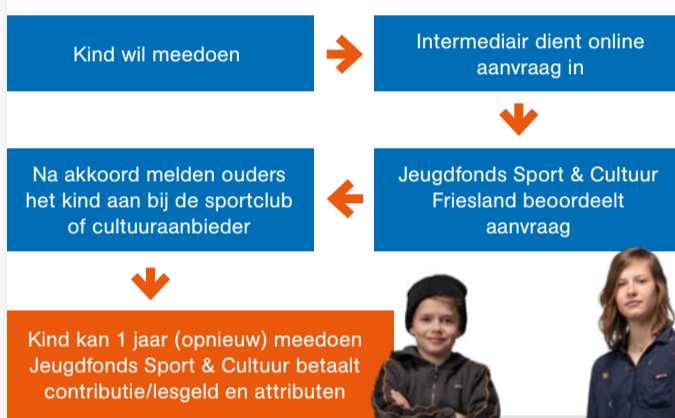 Kind wil meedoen
Intermediair dient online
aanvraag in
Jeugdfonds Sport & Cultuur
Friesland beoordeelt
aanvraag
Na akkoord melden ouders
het kind aan bij de sportclub
of cultuuraanbieder
Kind kan 1 jaar (opnieuw) meedoen
Jeugdfonds Sport & Cultuur betaalt
contributie/lesgeld en attributen